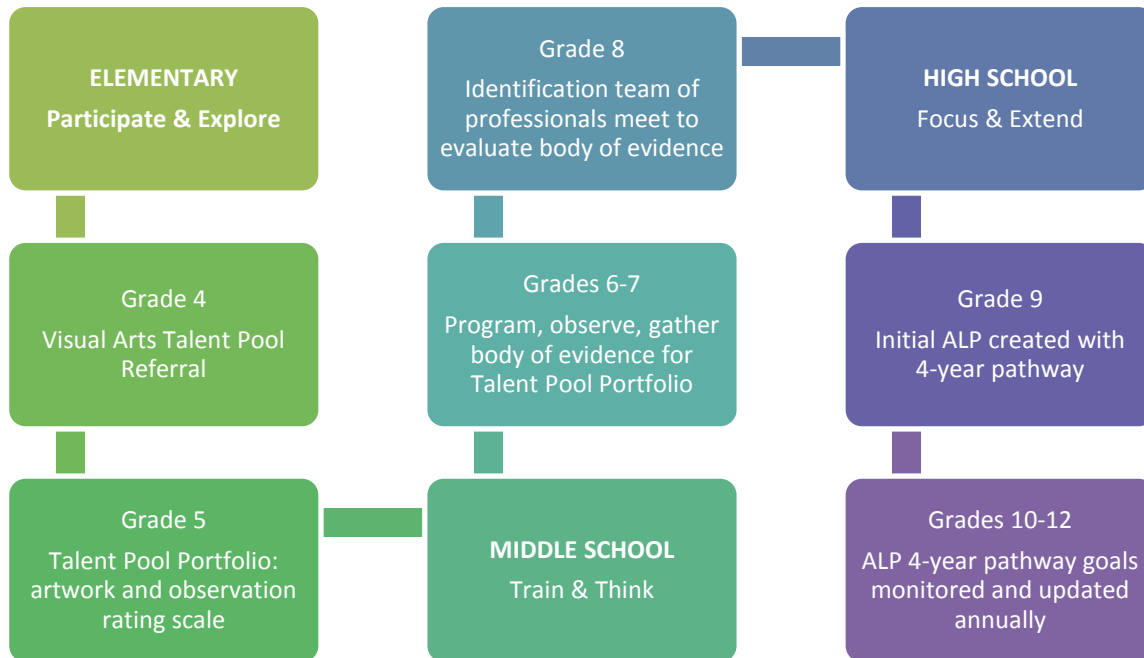 ELEMENTARY
Participate & Explore
Grade 4
Visual Arts Talent Pool
Referral
Grade 5
Talent Pool Portfolio:
artwork and observation
rating scale
MIDDLE SCHOOL
Train & Think
Grades 6-7
Program, observe, gather
body of evidence for
Talent Pool Portfolio
Grade 8
Identification team of
professionals meet to
evaluate body of evidence
HIGH SCHOOL
Focus & Extend
Grade 9
Initial ALP created with
4-year pathway
Grades 10-12
ALP 4-year pathway goals
monitored and updated
annually